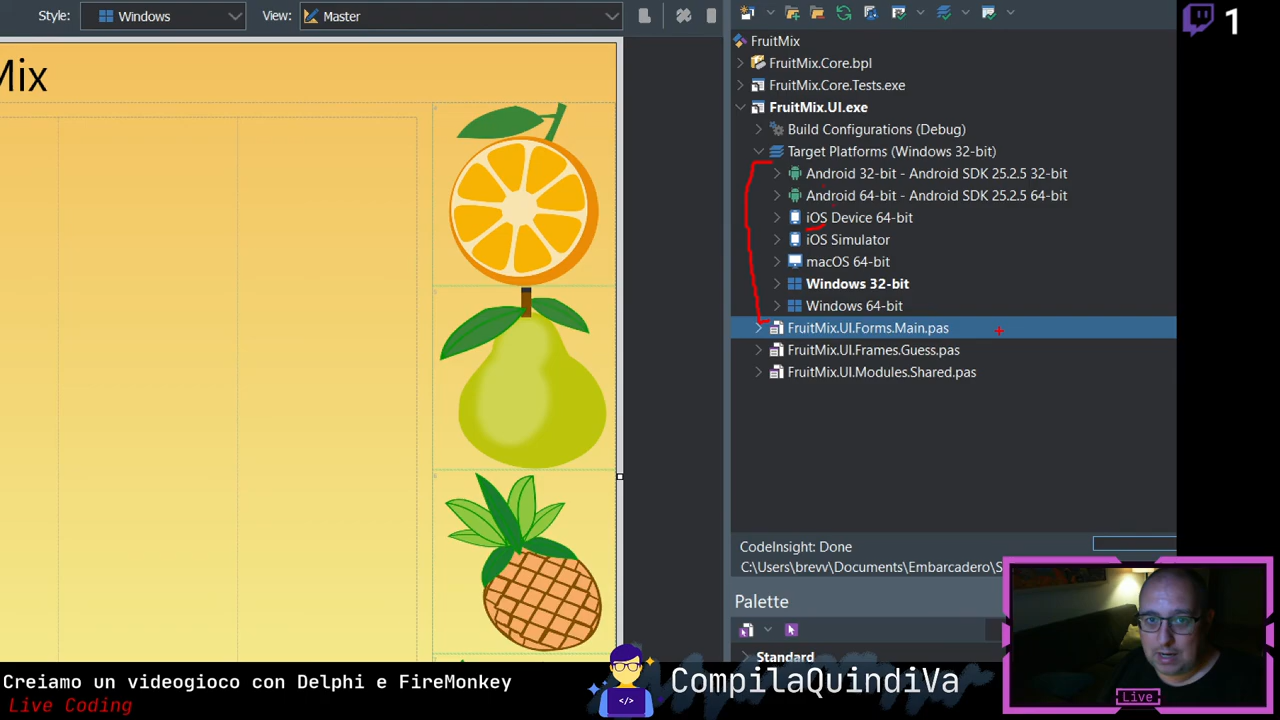 Style:
Windows
View:
Master
1
Mix
FruitMix
FruitMix.Core.bpl
FruitMix.Core.Tests.exe
FruitMix.UI.exe
Build Configurations (Debug)
Target Platforms (Windows 32-bit)
Android 32-bit - Android SDK 25.2.5 32-bit
Android 64-bit - Android SDK 25.2.5 64-bit
iOS Device 64-bit
iOS Simulator
macOS 64-bit
Windows 32-bit
Windows 64-bit
FruitMix.UI.Forms.Main.pas
FruitMix.UI.Frames.Guess.pas
FruitMix.UI.Modules.Shared.pas
CodeInsight: Done
C:\Users\brevv\Documents\Embarcadero\S
Palette
Standard
Creiamo un videogioco con Delphi e FireMonkey
Live Coding
</>
CompilaQuindiVa
Live